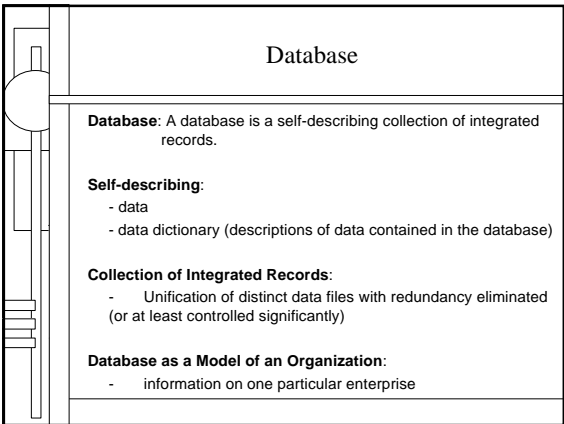 Database
Database: A database is a self-describing collection of integrated
records.
Self-describing:
- data
- data dictionary (descriptions of data contained in the database)
Collection of Integrated Records:
- Unification of distinct data files with redundancy eliminated
(or at least controlled significantly)
Database as a Model of an Organization:
- information on one particular enterprise